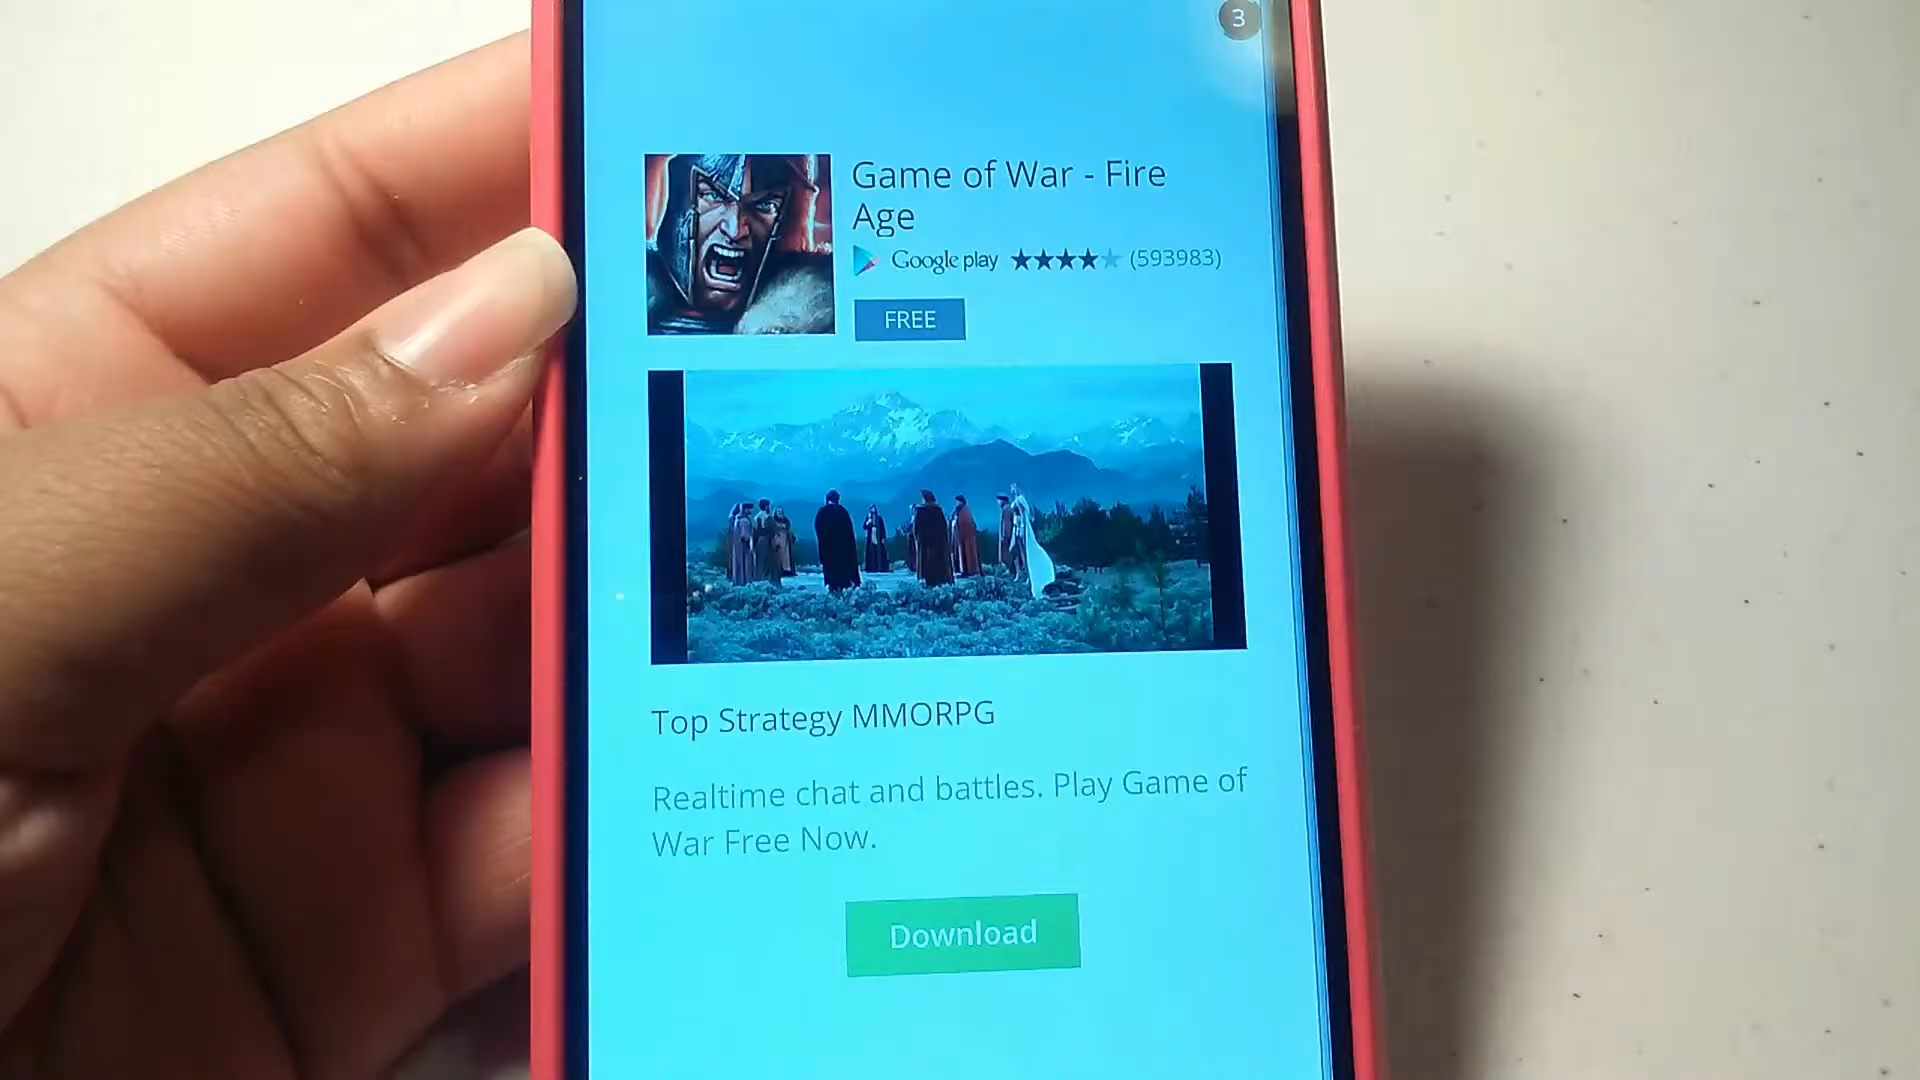 3
Game of War - Fire
Age
Google play (593983)
FREE
Top Strategy MMORPG
Realtime chat and battles. Play Game of
War Free Now.
Download